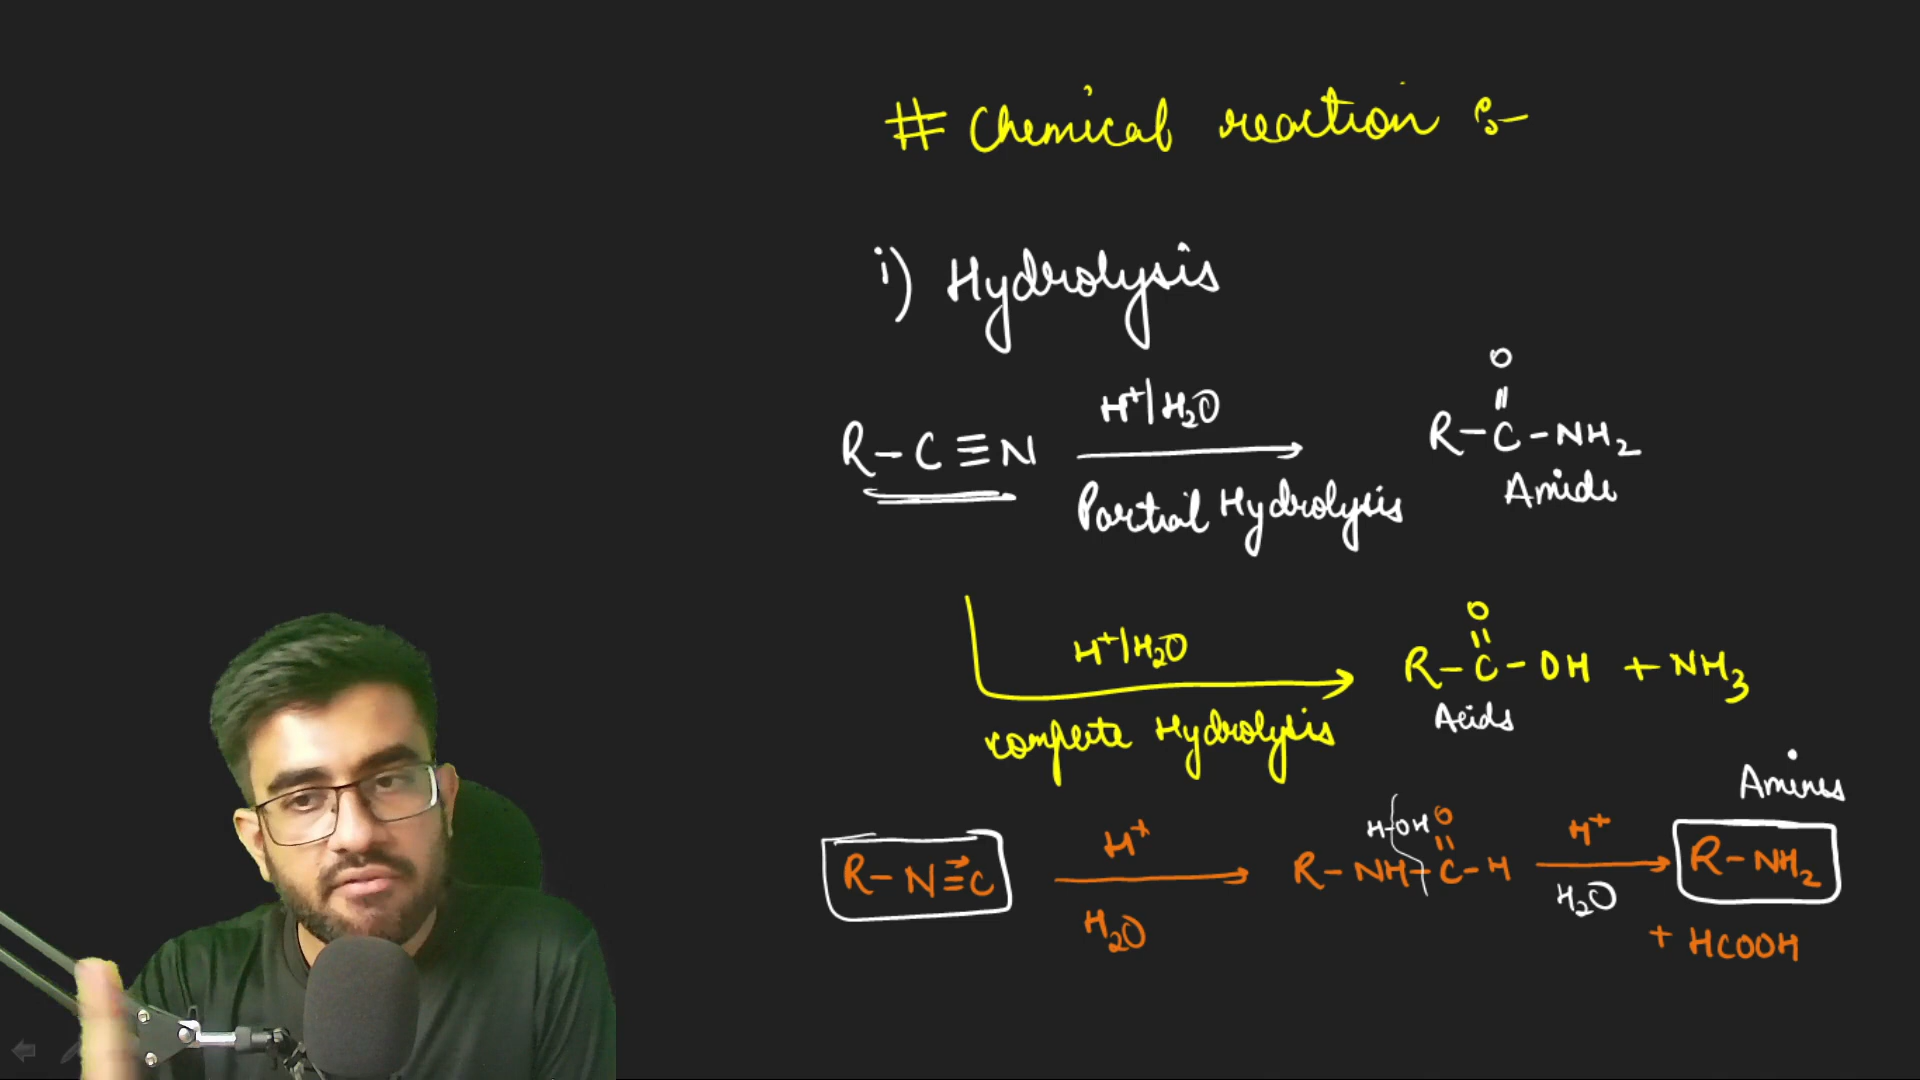 # Chemical reaction :-
i) Hydrolysis
R-C≡N H⁺|H₂O R-C-NH₂
O
||
Partial Hydrolysis Amide
H⁺|H₂O R-C-OH + NH₃
O
||
compete Hydrolysis Acids
Amines
R-N≡C H⁺ H₂O R-NH-C-H H⁺ H₂O R-NH₂
H-OH O
||
+ HCOOH